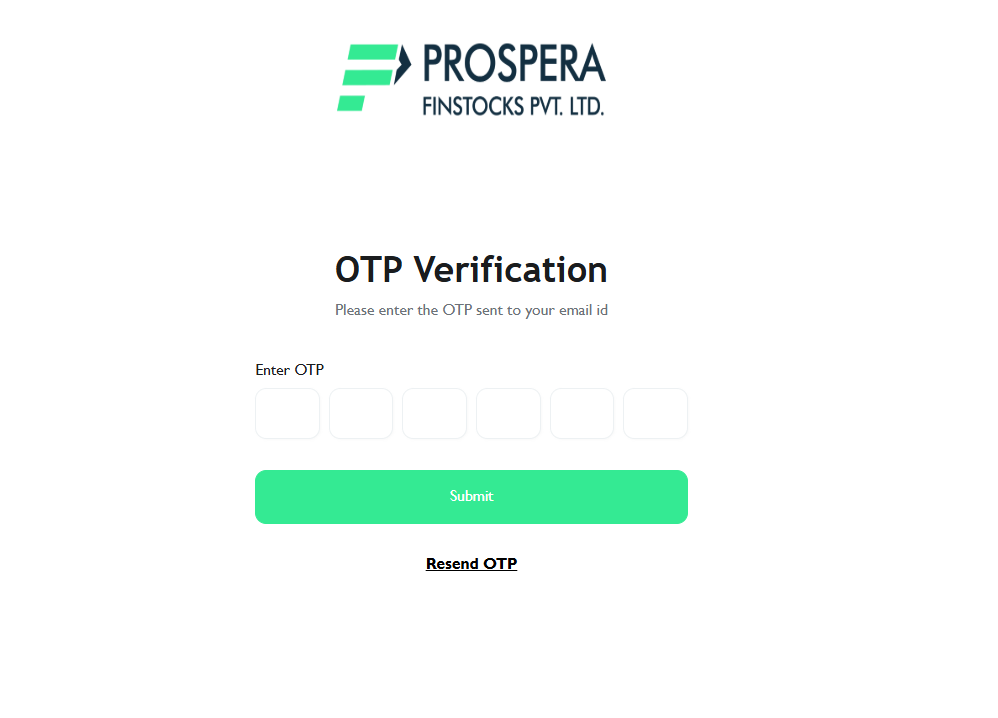 PROSPERA
FINSTOCKS PVT. LTD.
OTP Verification
Please enter the OTP sent to your email id
Enter OTP
Submit
Resend OTP